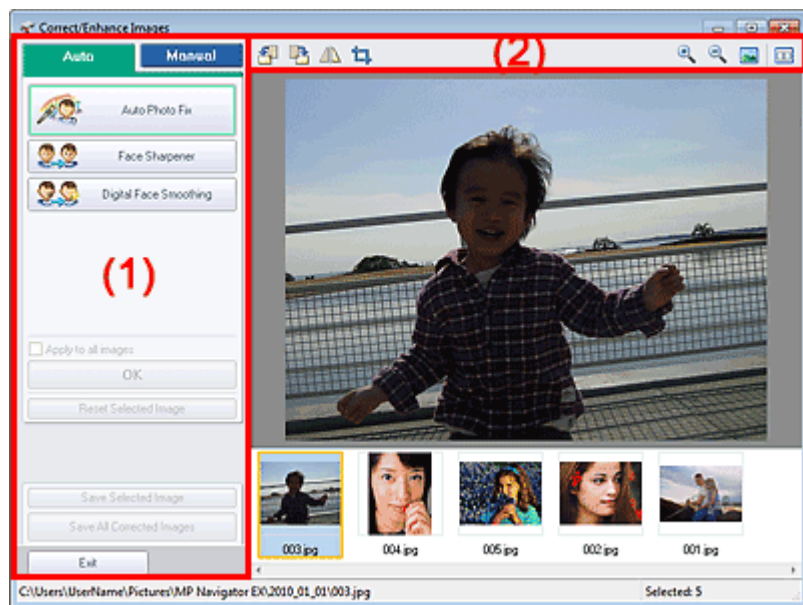 Correct/Enhance Images
Auto Manual
(2)
Auto Photo Fix
Face Sharpener
Digital Face Smoothing
(1)
Apply to all images
OK
Reset Selected Image
Save Selected Image
Save All Corrected Images
Exit
003.jpg 004.jpg 005.jpg 002.jpg 001.jpg
C:\Users\UserName\Pictures\MP Navigator EX\2010_01_01\003.jpg Selected: 5